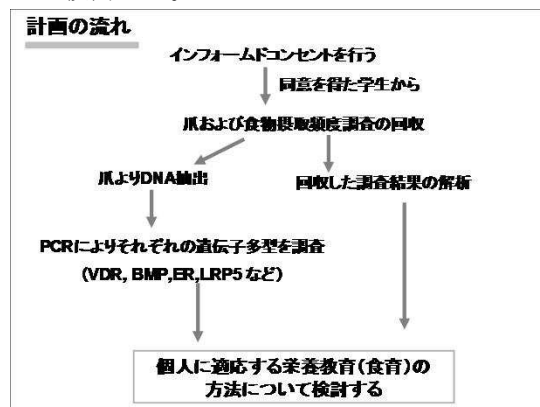 計画の流れ
インフォームドコンセントを行う
同意を得た学生から
爪および食物摂取頻度調査の回収
爪よりDNA抽出
回収した調査結果の解析
PCRによりそれぞれの遺伝子多型を調査
(VDR, BMP,ER,LRP5 など)
個人に適応する栄養教育(食育)の
方法について検討する